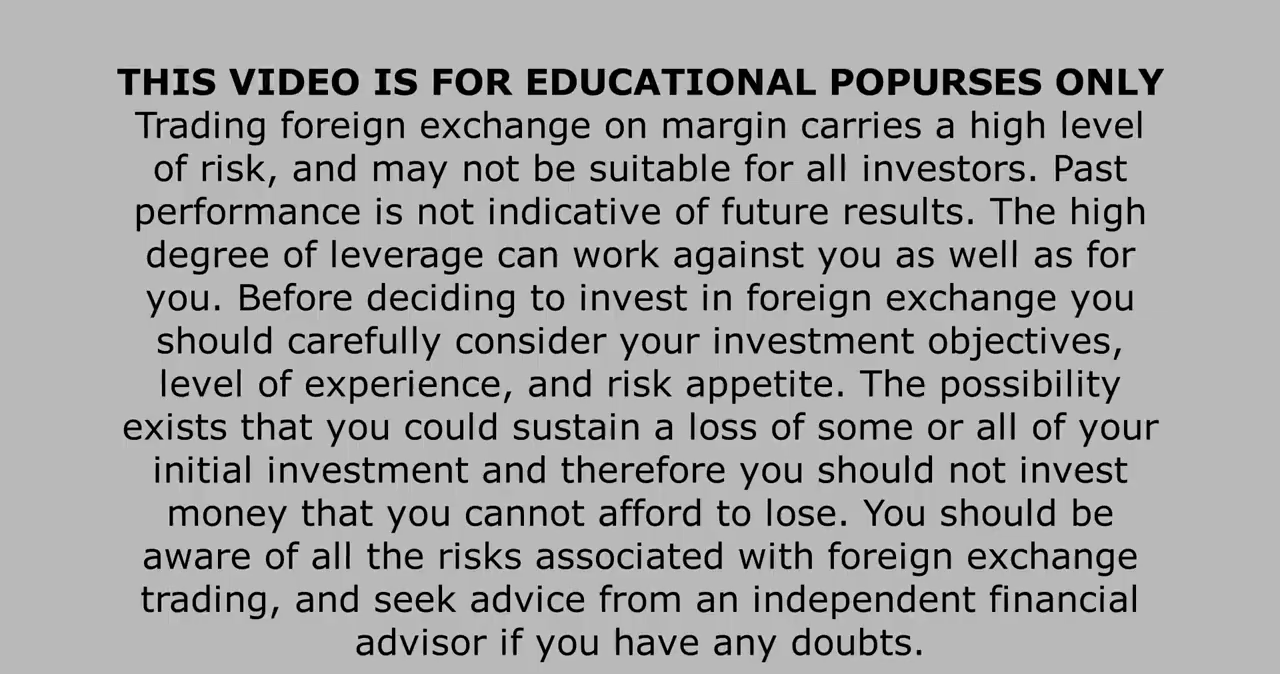 THIS VIDEO IS FOR EDUCATIONAL POPURSES ONLY
Trading foreign exchange on margin carries a high level
of risk, and may not be suitable for all investors. Past
performance is not indicative of future results. The high
degree of leverage can work against you as well as for
you. Before deciding to invest in foreign exchange you
should carefully consider your investment objectives,
level of experience, and risk appetite. The possibility
exists that you could sustain a loss of some or all of your
initial investment and therefore you should not invest
money that you cannot afford to lose. You should be
aware of all the risks associated with foreign exchange
trading, and seek advice from an independent financial
advisor if you have any doubts.